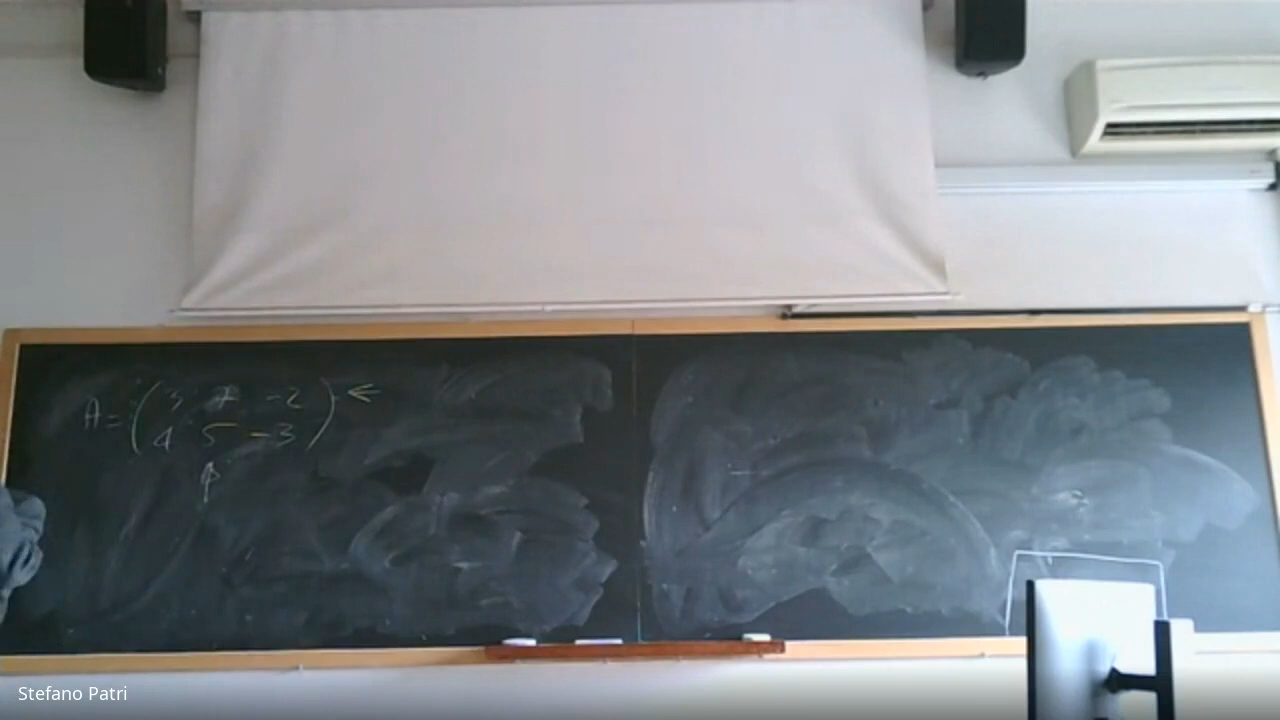 A = ( 3 7 -2 ) ←
( 4 5 -3 )
↑
Stefano Patri